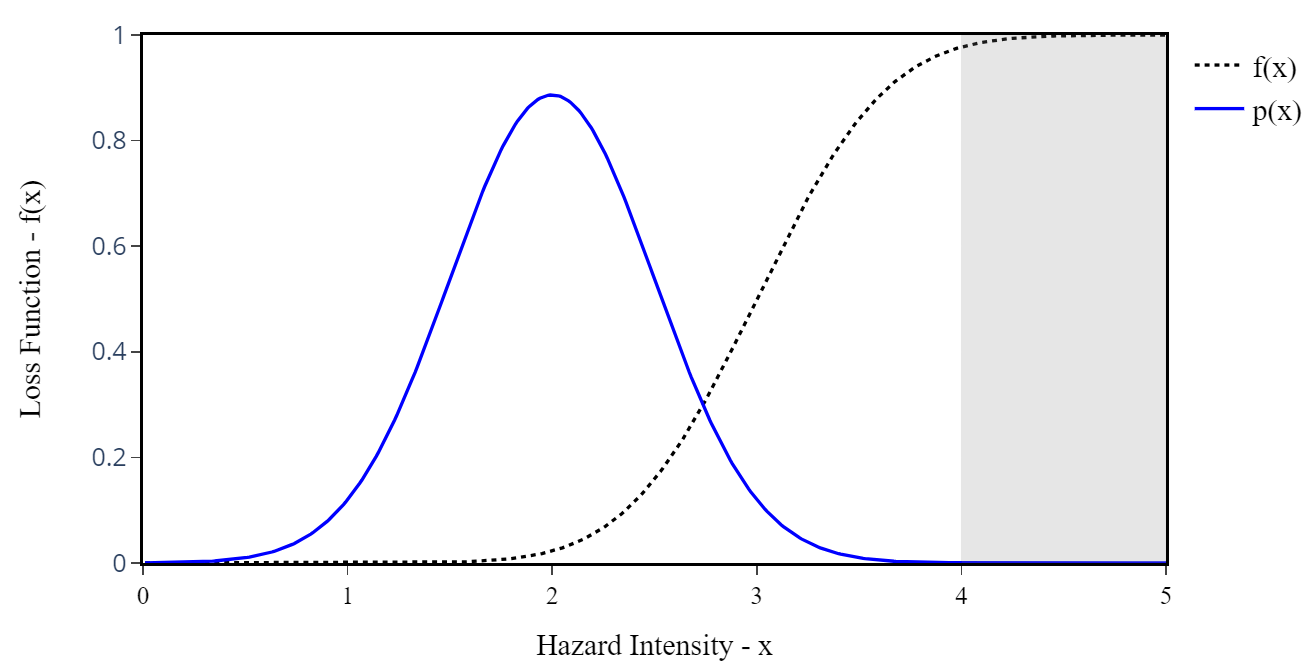 Loss Function - f(x)
1
0.8
0.6
0.4
0.2
0
0 1 2 3 4 5
Hazard Intensity - x
f(x)
p(x)